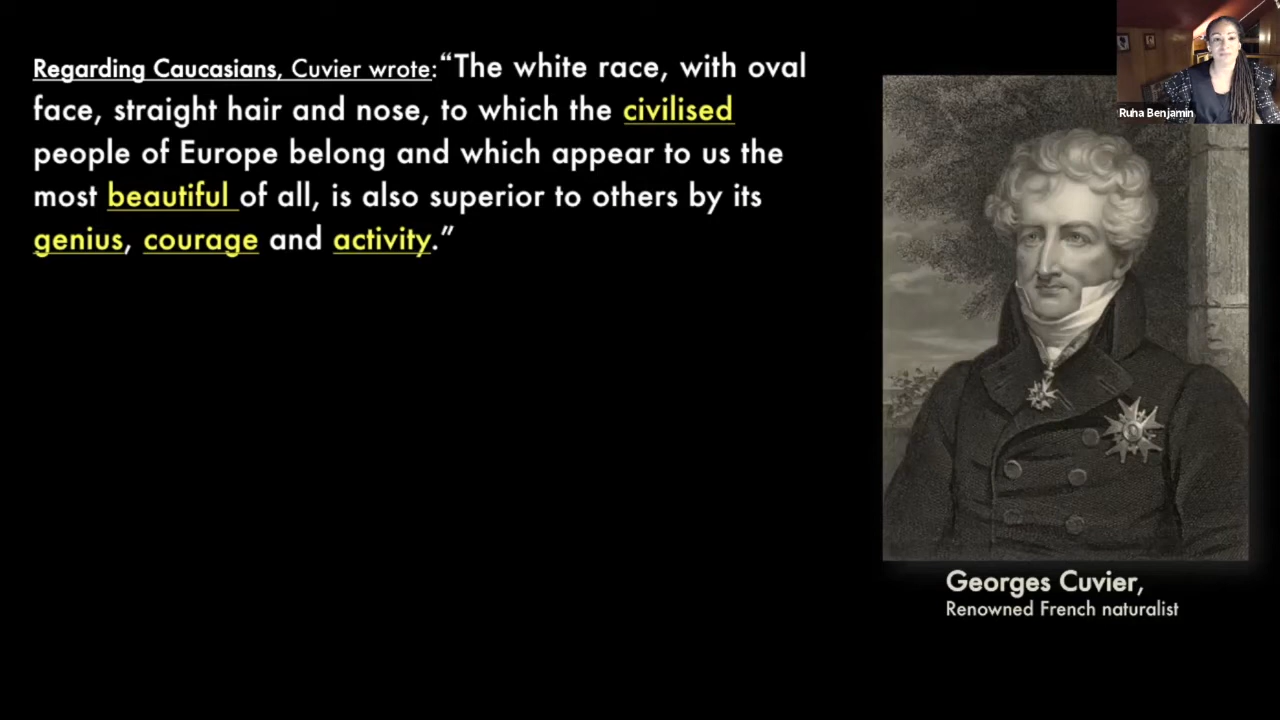 Regarding Caucasians, Cuvier wrote: “The white race, with oval
face, straight hair and nose, to which the civilised
people of Europe belong and which appear to us the
most beautiful of all, is also superior to others by its
genius, courage and activity.”
Ruha Benjamin
Georges Cuvier,
Renowned French naturalist